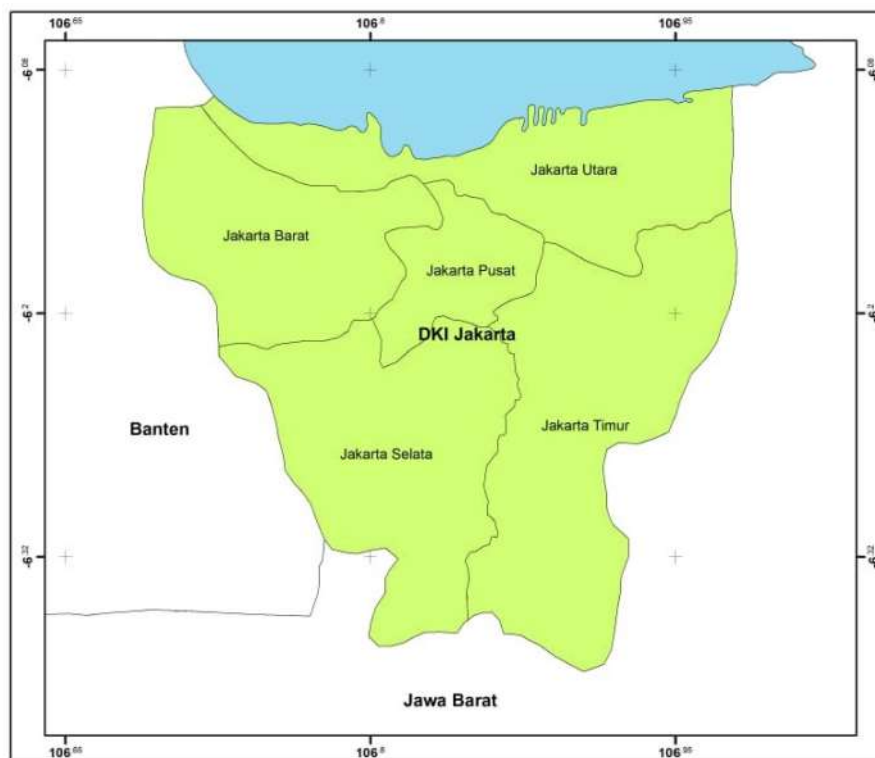 106.65 106.8 106.95
-6.08 -6.08
Jakarta Utara
Jakarta Barat
Jakarta Pusat
-6.2 -6.2
DKI Jakarta
Banten
Jakarta Timur
Jakarta Selata
-6.32 -6.32
Jawa Barat
106.65 106.8 106.95